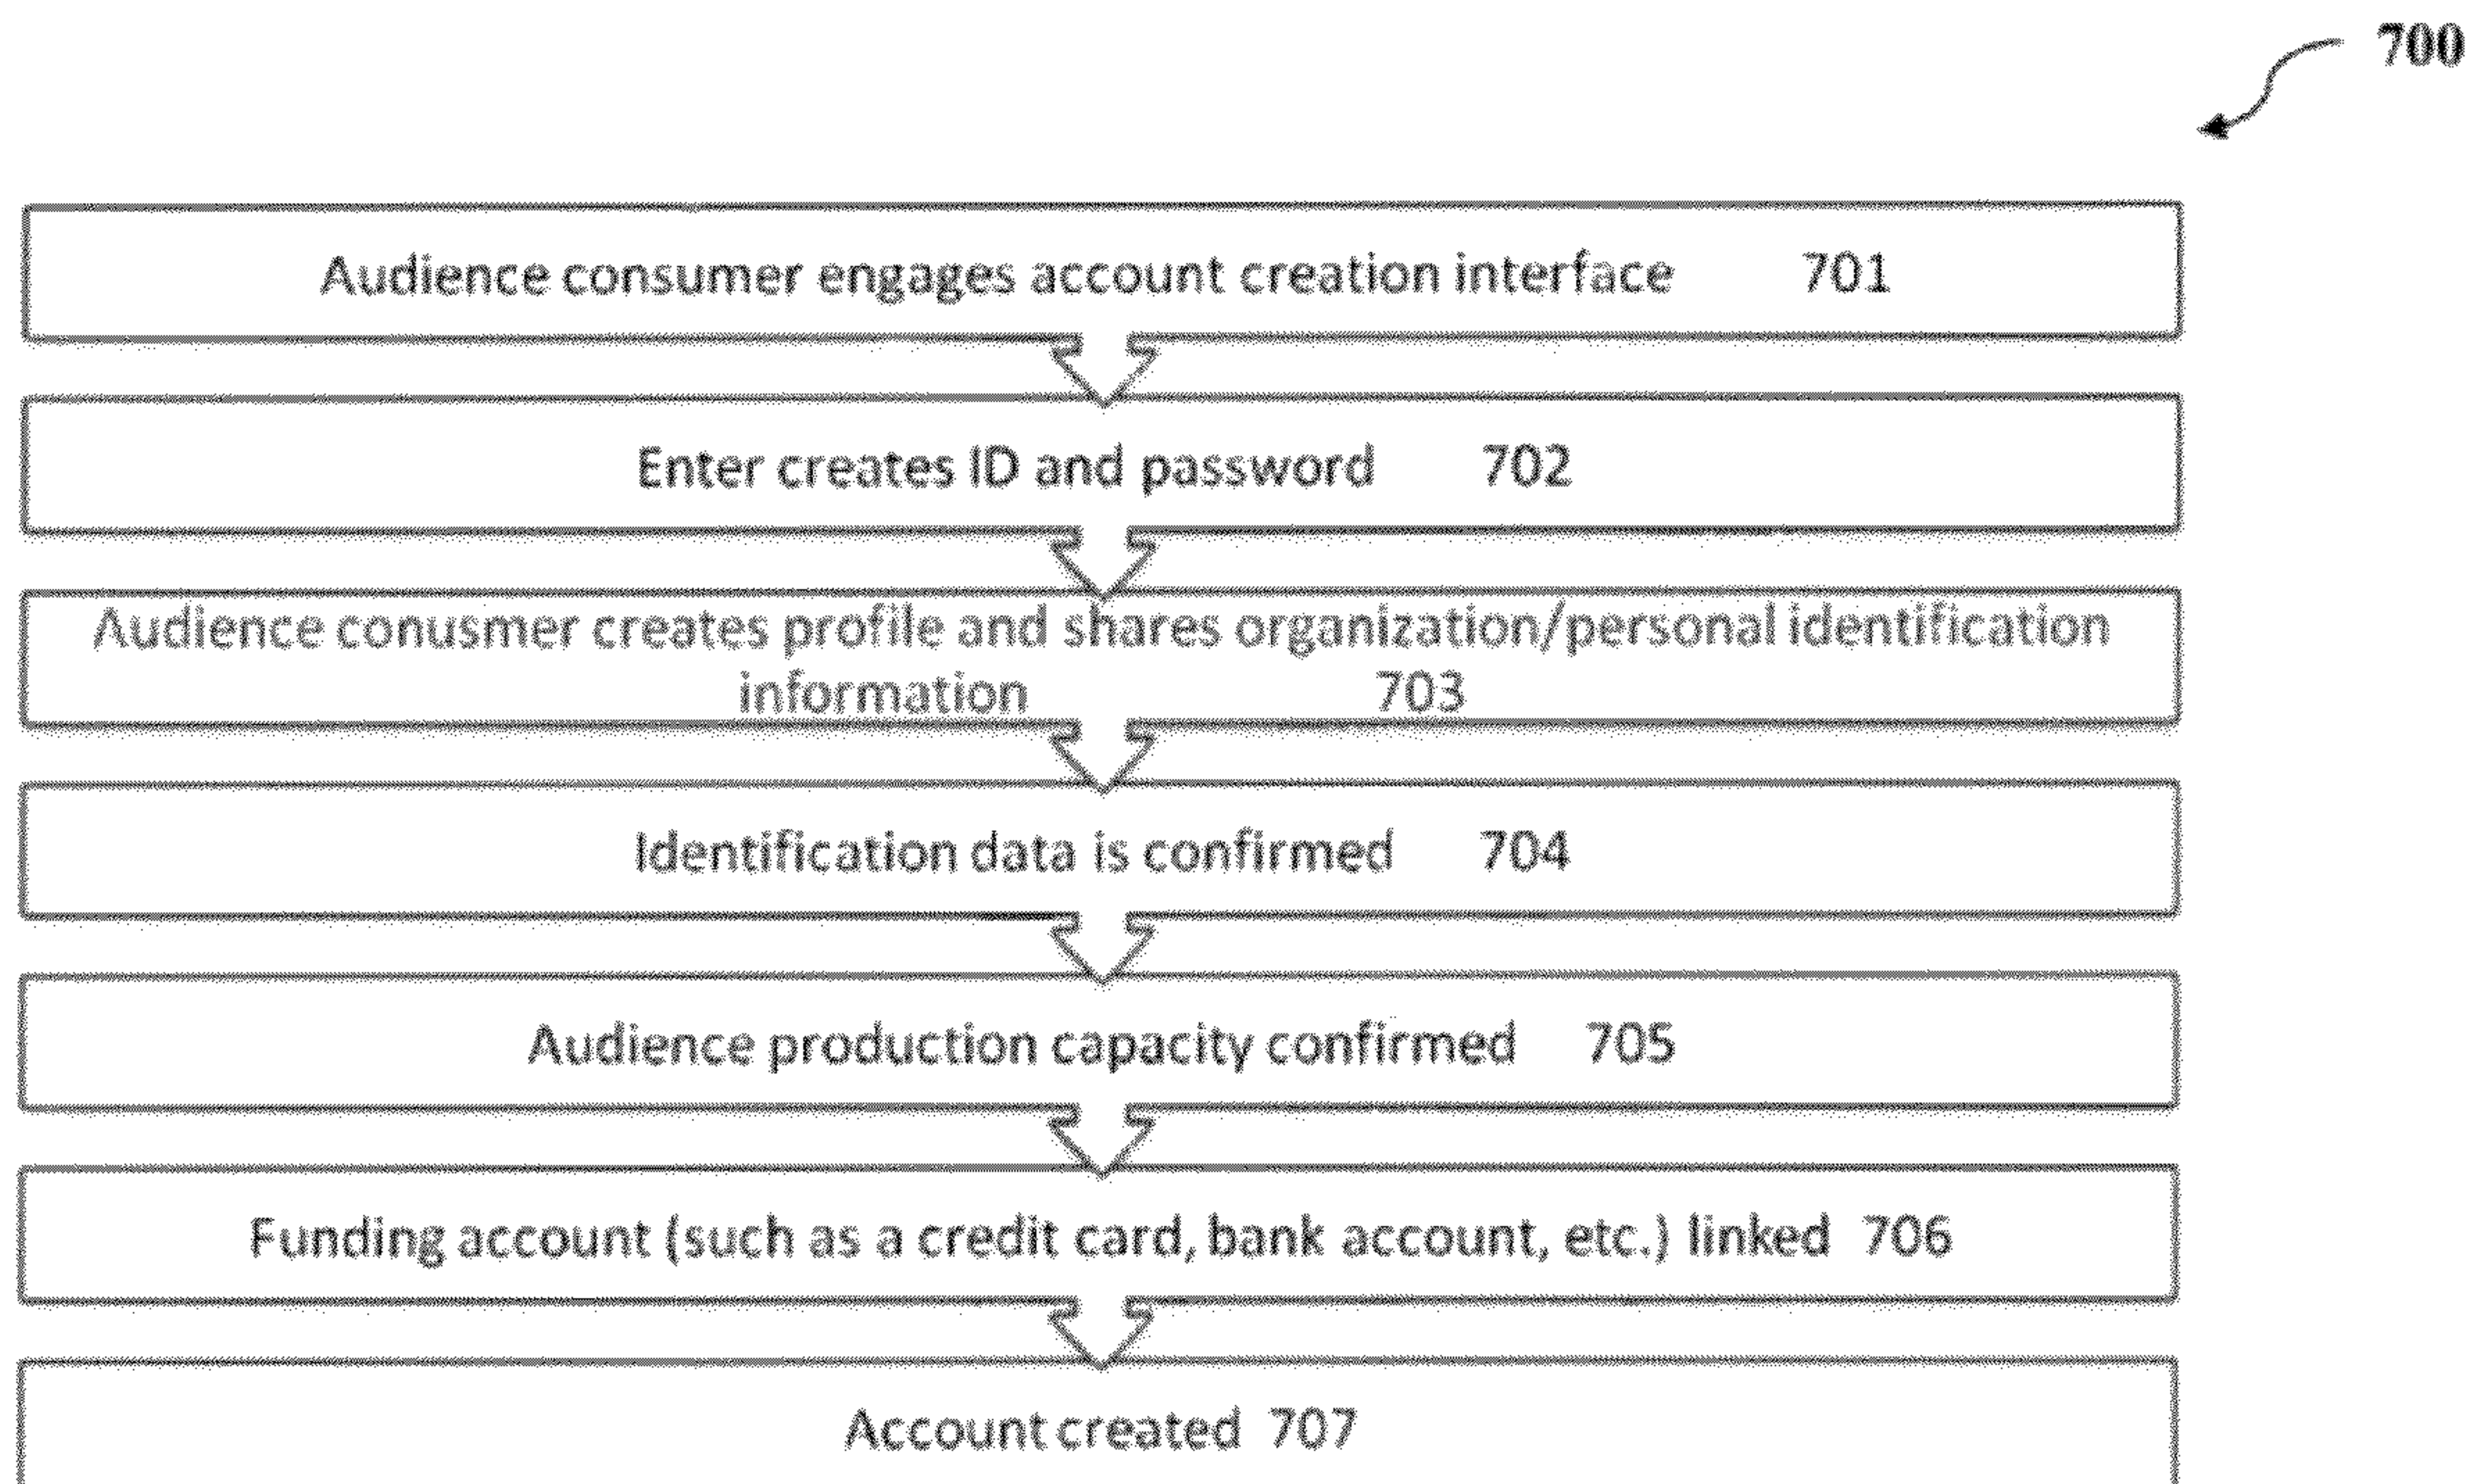 700
Audience consumer engages account creation interface 701
Enter creates ID and password 702
Audience conusmer creates profile and shares organization/personal identification
information 703
Identification data is confirmed 704
Audience production capacity confirmed 705
Funding account (such as a credit card, bank account, etc.) linked 706
Account created 707